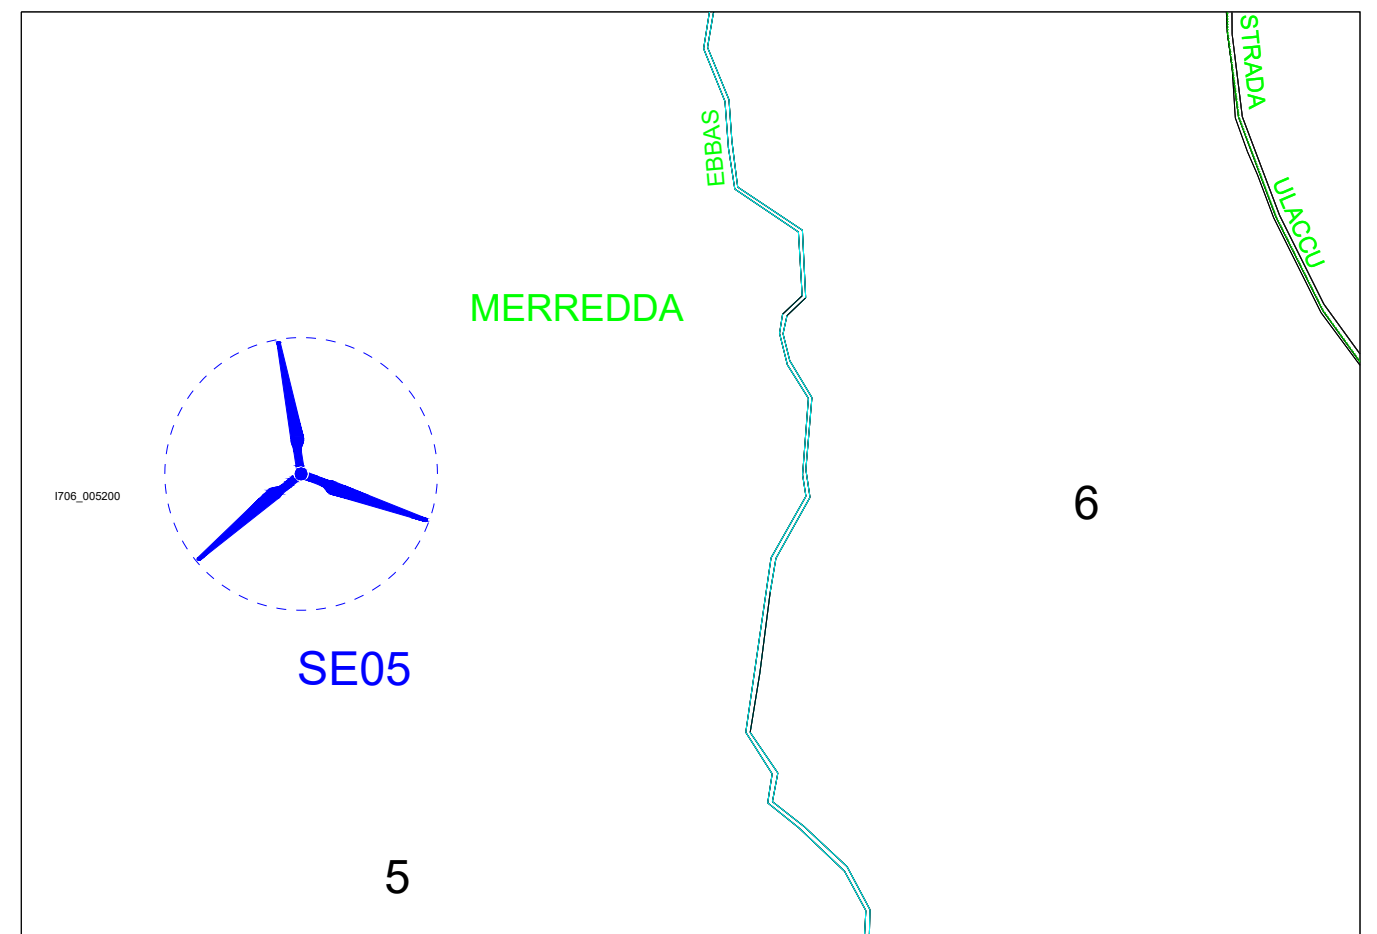 STRADA
EBBAS
ULACCU
MERREDDA
I706_005200
6
SE05
5